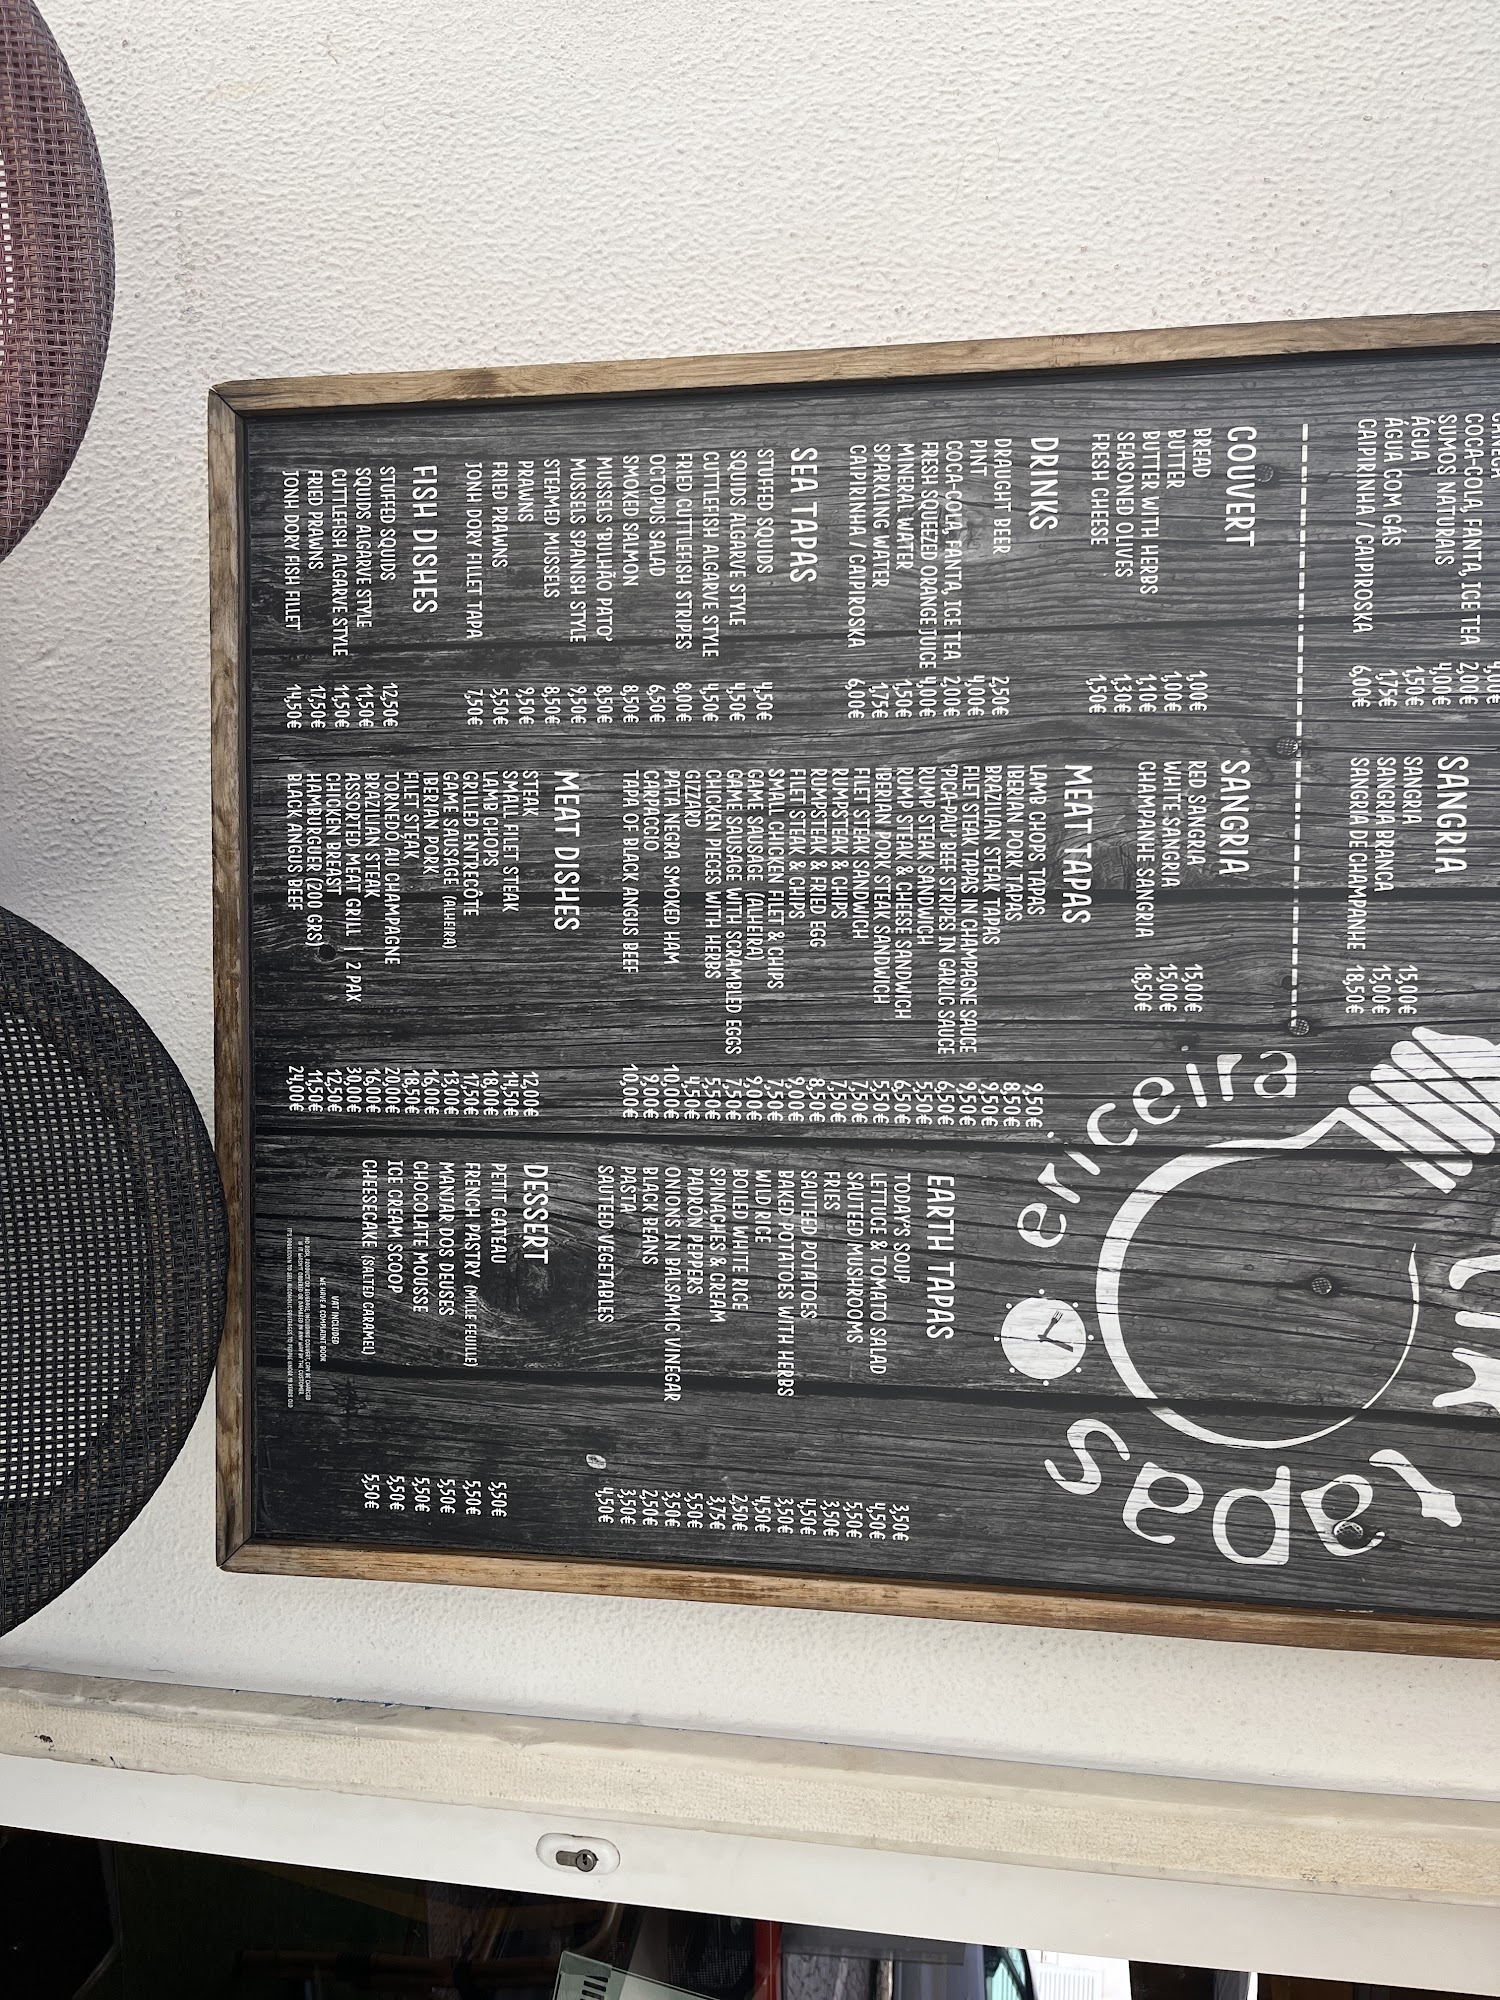 COCA-COLA, FANTA, ICE TEA 2,00€
SUMOS NATURAIS 4,00€
ÁGUA 1,50€
ÁGUA COM GÁS 1,75€
CAIPIRINHA / CAIPIROSKA 6,00€
SANGRIA
SANGRIA 15,00€
SANGRIA BRANCA 15,00€
SANGRIA DE CHAMPANHE 18,50€
tapas
ericeira
COUVERT
BREAD 1,00€
BUTTER 1,00€
BUTTER WITH HERBS 1,10€
SEASONED OLIVES 1,30€
FRESH CHEESE 1,50€
DRINKS
DRAUGHT BEER 2,50€
PINT 4,00€
COCA-COLA, FANTA, ICE TEA 2,00€
FRESH SQUEZED ORANGE JUICE 4,00€
MINERAL WATER 1,50€
SPARKLING WATER 1,75€
CAIPIRINHA / CAIPIROSKA 6,00€
SEA TAPAS
STUFFED SQUIDS 4,50€
SQUIDS ALGARVE STYLE 4,50€
CUTTLEFISH ALGARVE STYLE 4,50€
FRIED CUTTLEFISH STRIPES 8,00€
OCTOPUS SALAD 6,50€
SMOKED SALMON 8,50€
MUSSELS 'BULHÃO PATO' 8,50€
MUSSELS SPANISH STYLE 9,50€
STEAMED MUSSELS 8,50€
PRAWNS 9,50€
FRIED PRAWNS 5,50€
JONH DORY FILLET TAPA 7,50€
FISH DISHES
STUFED SQUIDS 12,50€
SQUIDS ALGARVE STYLE 11,50€
CUTTLEFISH ALGARVE STYLE 11,50€
FRIED PRAWNS 17,50€
JONH DORY FISH FILLET 14,50€
SANGRIA
RED SANGRIA 15,00€
WHITE SANGRIA 15,00€
CHAMPANHE SANGRIA 18,50€
MEAT TAPAS
LAMB CHOPS TAPAS 9,50€
IBERIAN PORK TAPAS 8,50€
BRAZILIAN STEAK TAPAS 9,50€
FILET STEAK TAPAS IN CHAMPAGNE SAUCE 9,50€
'PICA-PAU' BEEF STRIPES IN GARLIC SAUCE 6,50€
RUMP STEAK SANDWICH 5,50€
RUMP STEAK & CHEESE SANDWICH 6,50€
IBERIAN PORK STEAK SANDWICH 5,50€
FILET STEAK SANDWICH 7,50€
RUMPSTEAK & CHIPS 7,50€
RUMPSTEAK & FRIED EGG 8,50€
FILET STEAK & CHIPS 9,00€
SMALL CHICKEN FILET & CHIPS 7,50€
GAME SAUSAGE (ALHEIRA) 9,00€
GAME SAUSAGE WITH SCRAMBLED EGGS 7,50€
CHICKEN PIECES WITH HERBS 5,50€
GIZZARD 4,50€
PATA NEGRA SMOKED HAM 10,00€
CARPACCIO 9,00€
TAPA OF BLACK ANGUS BEEF 10,00€
MEAT DISHES
STEAK 12,00€
SMALL FILET STEAK 14,50€
LAMB CHOPS 18,00€
GRILLED ENTRECÔTE 17,50€
GAME SAUSAGE (ALHEIRA) 13,00€
IBERIAN PORK 16,00€
FILET STEAK 18,50€
TORNEDÓ AU CHAMPAGNE 20,00€
BRAZILIAN STEAK 16,00€
ASSORTED MEAT GRILL | 2 PAX 30,00€
CHICKEN BREAST 12,50€
HAMBURGUER (200 GRS) 11,50€
BLACK ANGUS BEEF 21,00€
EARTH TAPAS
TODAY'S SOUP 3,50€
LETTUCE & TOMATO SALAD 4,50€
SAUTEED MUSHROOMS 5,50€
FRIES 3,50€
SAUTEED POTATOES 4,50€
BAKED POTATOES WITH HERBS 3,50€
WILD RICE 4,50€
BOILED WHITE RICE 2,50€
SPINACHES & CREAM 3,75€
PADRÓN PEPPERS 5,50€
ONIONS IN BALSAMIC VINEGAR 3,50€
BLACK BEANS 2,50€
PASTA 3,50€
SAUTEED VEGETABLES 4,50€
DESSERT
PETIT GATEAU 5,50€
FRENCH PASTRY (MILLE FEUILLE) 5,50€
MANJAR DOS DEUSES 5,50€
CHOCOLATE MOUSSE 5,50€
ICE CREAM SCOOP 5,50€
CHEESECAKE (SALTED CARAMEL) 5,50€
VAT INCLUDED
WE HAVE A COMPLAINT BOOK